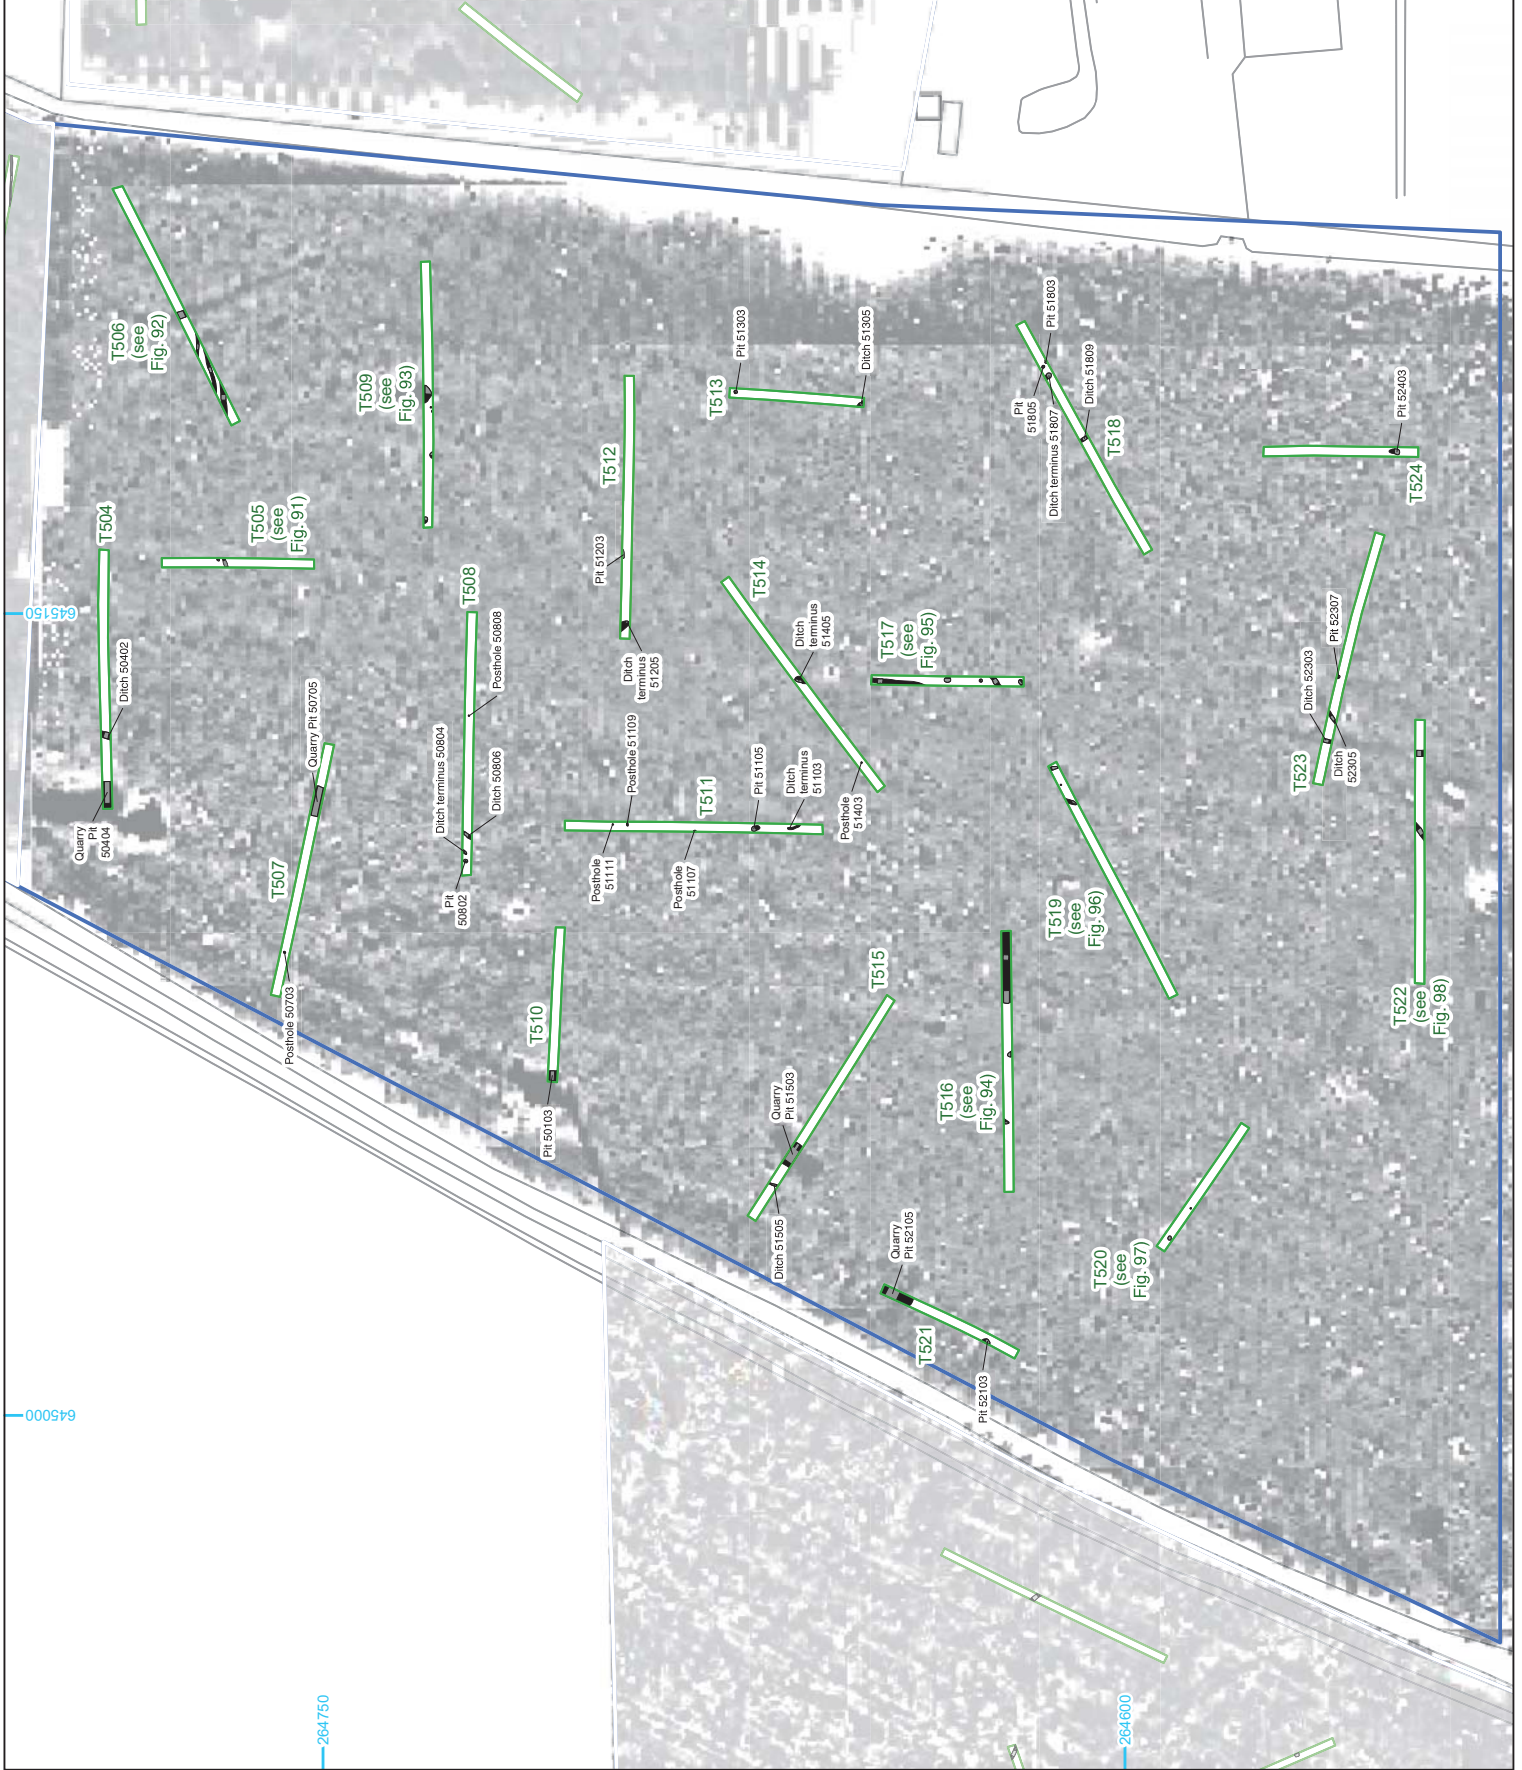 T506
(see
Fig. 92)
T509
(see
Fig. 93)
Pit 51303
Ditch 51305
T513
Pit 51803
Pit
51805
Ditch terminus 51807
Ditch 51809
T518
Pit 52403
T524
T504
T505
(see
Fig. 91)
T512
Pit 51203
T508
T514
645150
Ditch 50402
Quarry Pit 50705
Posthole 50808
Ditch
terminus
51205
Ditch
terminus
51405
T517
(see
Fig. 95)
Pit 52307
Ditch 52303
Ditch
52305
T523
Quarry
Pit
50404
T507
Ditch terminus 50804
Ditch 50806
Pit
50802
Posthole 51109
T511
Pit 51105
Ditch
terminus
51103
Posthole
51111
Posthole
51107
Posthole
51403
T519
(see
Fig. 96)
T522
(see
Fig. 98)
Posthole 50703
T510
T515
Pit 50103
Quarry
Pit 51503
T516
(see
Fig. 94)
Ditch 51505
Quarry
Pit 52105
T520
(see
Fig. 97)
T521
Pit 52103
645000
264750
264600